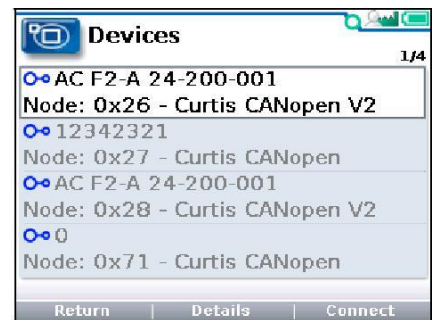 Devices
1/4
AC F2-A 24-200-001
Node: 0x26 - Curtis CANopen V2
12342321
Node: 0x27 - Curtis CANopen
AC F2-A 24-200-001
Node: 0x28 - Curtis CANopen V2
0
Node: 0x71 - Curtis CANopen
Return | Details | Connect